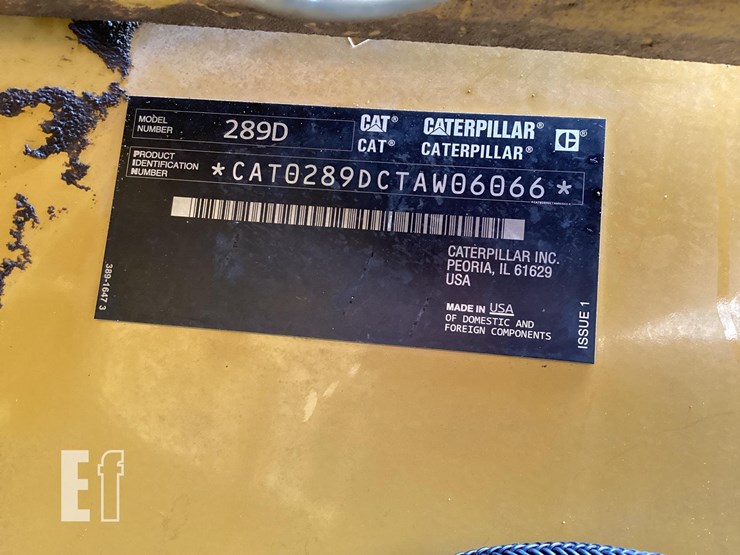 MODEL
NUMBER
289D
CAT® CATERPILLAR® C®
CAT® CATERPILLAR®
PRODUCT
IDENTIFICATION
NUMBER
*CAT0289DCTAW06066*
CATERPILLAR INC.
PEORIA, IL 61629
USA
MADE IN USA
OF DOMESTIC AND
FOREIGN COMPONENTS
ISSUE 1
389-1647 3
Ef